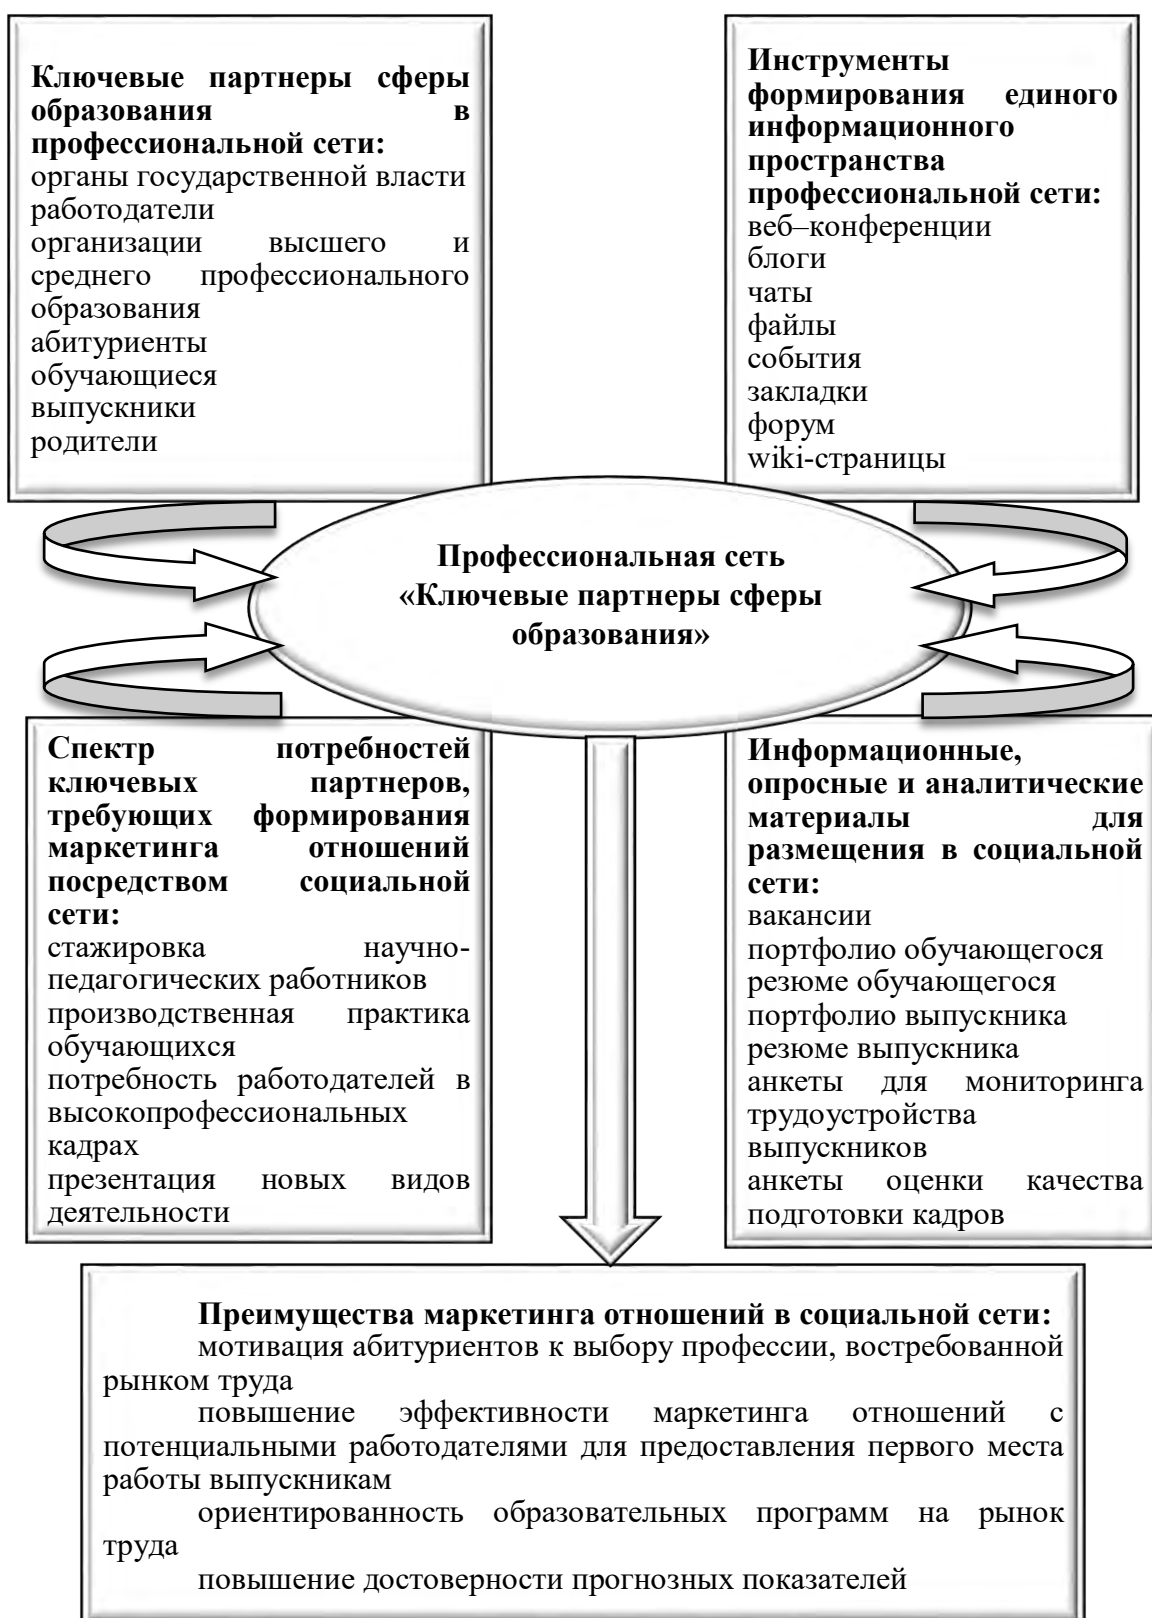 Ключевые партнеры сферы
образования в
профессиональной сети:
органы государственной власти
работодатели
организации высшего и
среднего профессионального
образования
абитуриенты
обучающиеся
выпускники
родители
Инструменты
формирования единого
информационного
пространства
профессиональной сети:
веб–конференции
блоги
чаты
файлы
события
закладки
форум
wiki-страницы
Профессиональная сеть
«Ключевые партнеры сферы
образования»
Спектр потребностей
ключевых партнеров,
требующих формирования
маркетинга отношений
посредством социальной
сети:
стажировка научно-
педагогических работников
производственная практика
обучающихся
потребность работодателей в
высокопрофессиональных
кадрах
презентация новых видов
деятельности
Информационные,
опросные и аналитические
материалы для
размещения в социальной
сети:
вакансии
портфолио обучающегося
резюме обучающегося
портфолио выпускника
резюме выпускника
анкеты для мониторинга
трудоустройства
выпускников
анкеты оценки качества
подготовки кадров
Преимущества маркетинга отношений в социальной сети:
мотивация абитуриентов к выбору профессии, востребованной
рынком труда
повышение эффективности маркетинга отношений с
потенциальными работодателями для предоставления первого места
работы выпускникам
ориентированность образовательных программ на рынок
труда
повышение достоверности прогнозных показателей